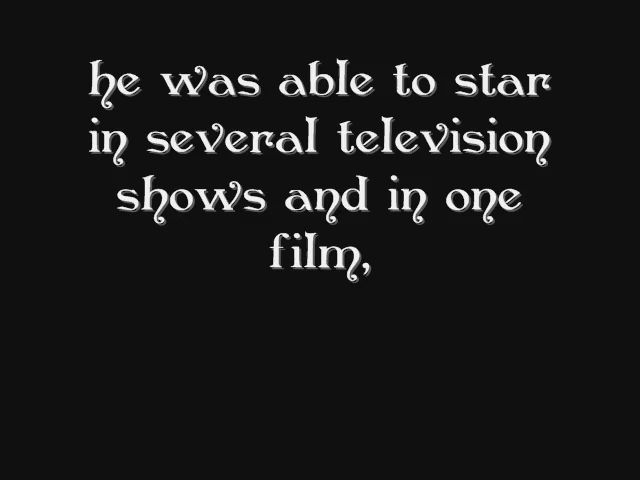 he was able to star
in several television
shows and in one
film,